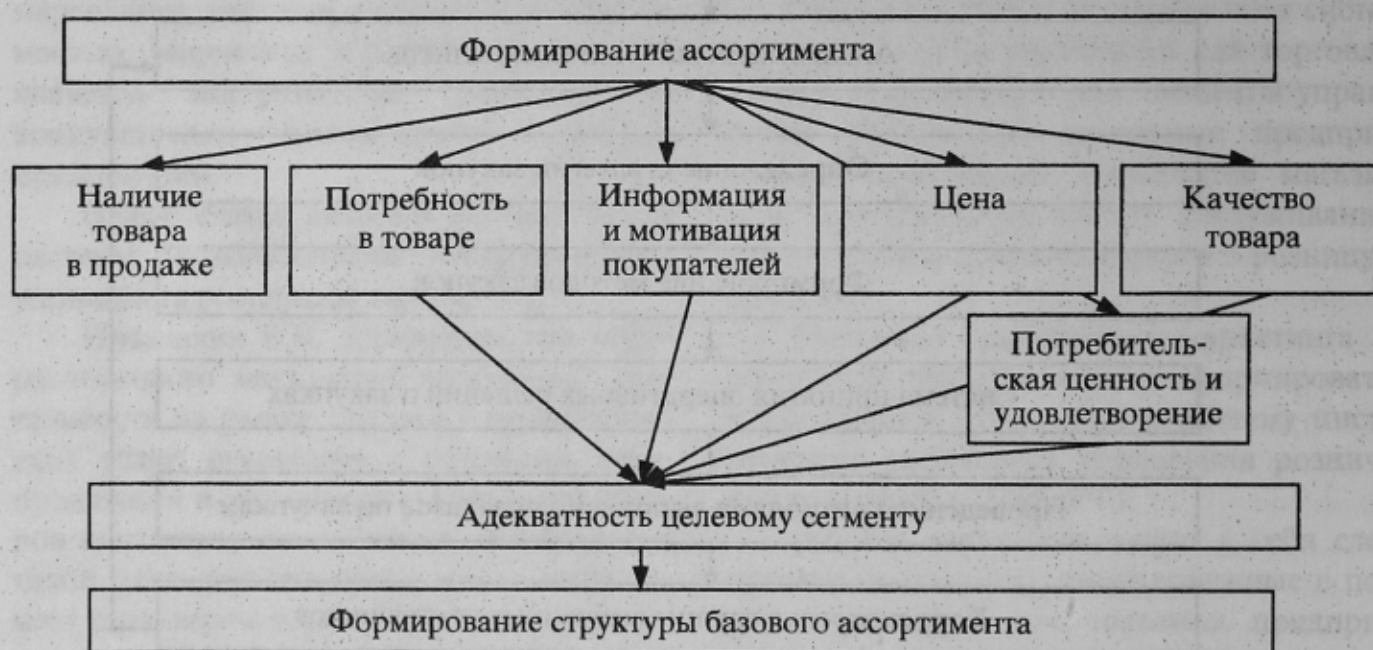 Формирование ассортимента
Наличие
товара
в продаже
Потребность
в товаре
Информация
и мотивация
покупателей
Цена
Качество
товара
Потребитель-
ская ценность и
удовлетворение
Адекватность целевому сегменту
Формирование структуры базового ассортимента